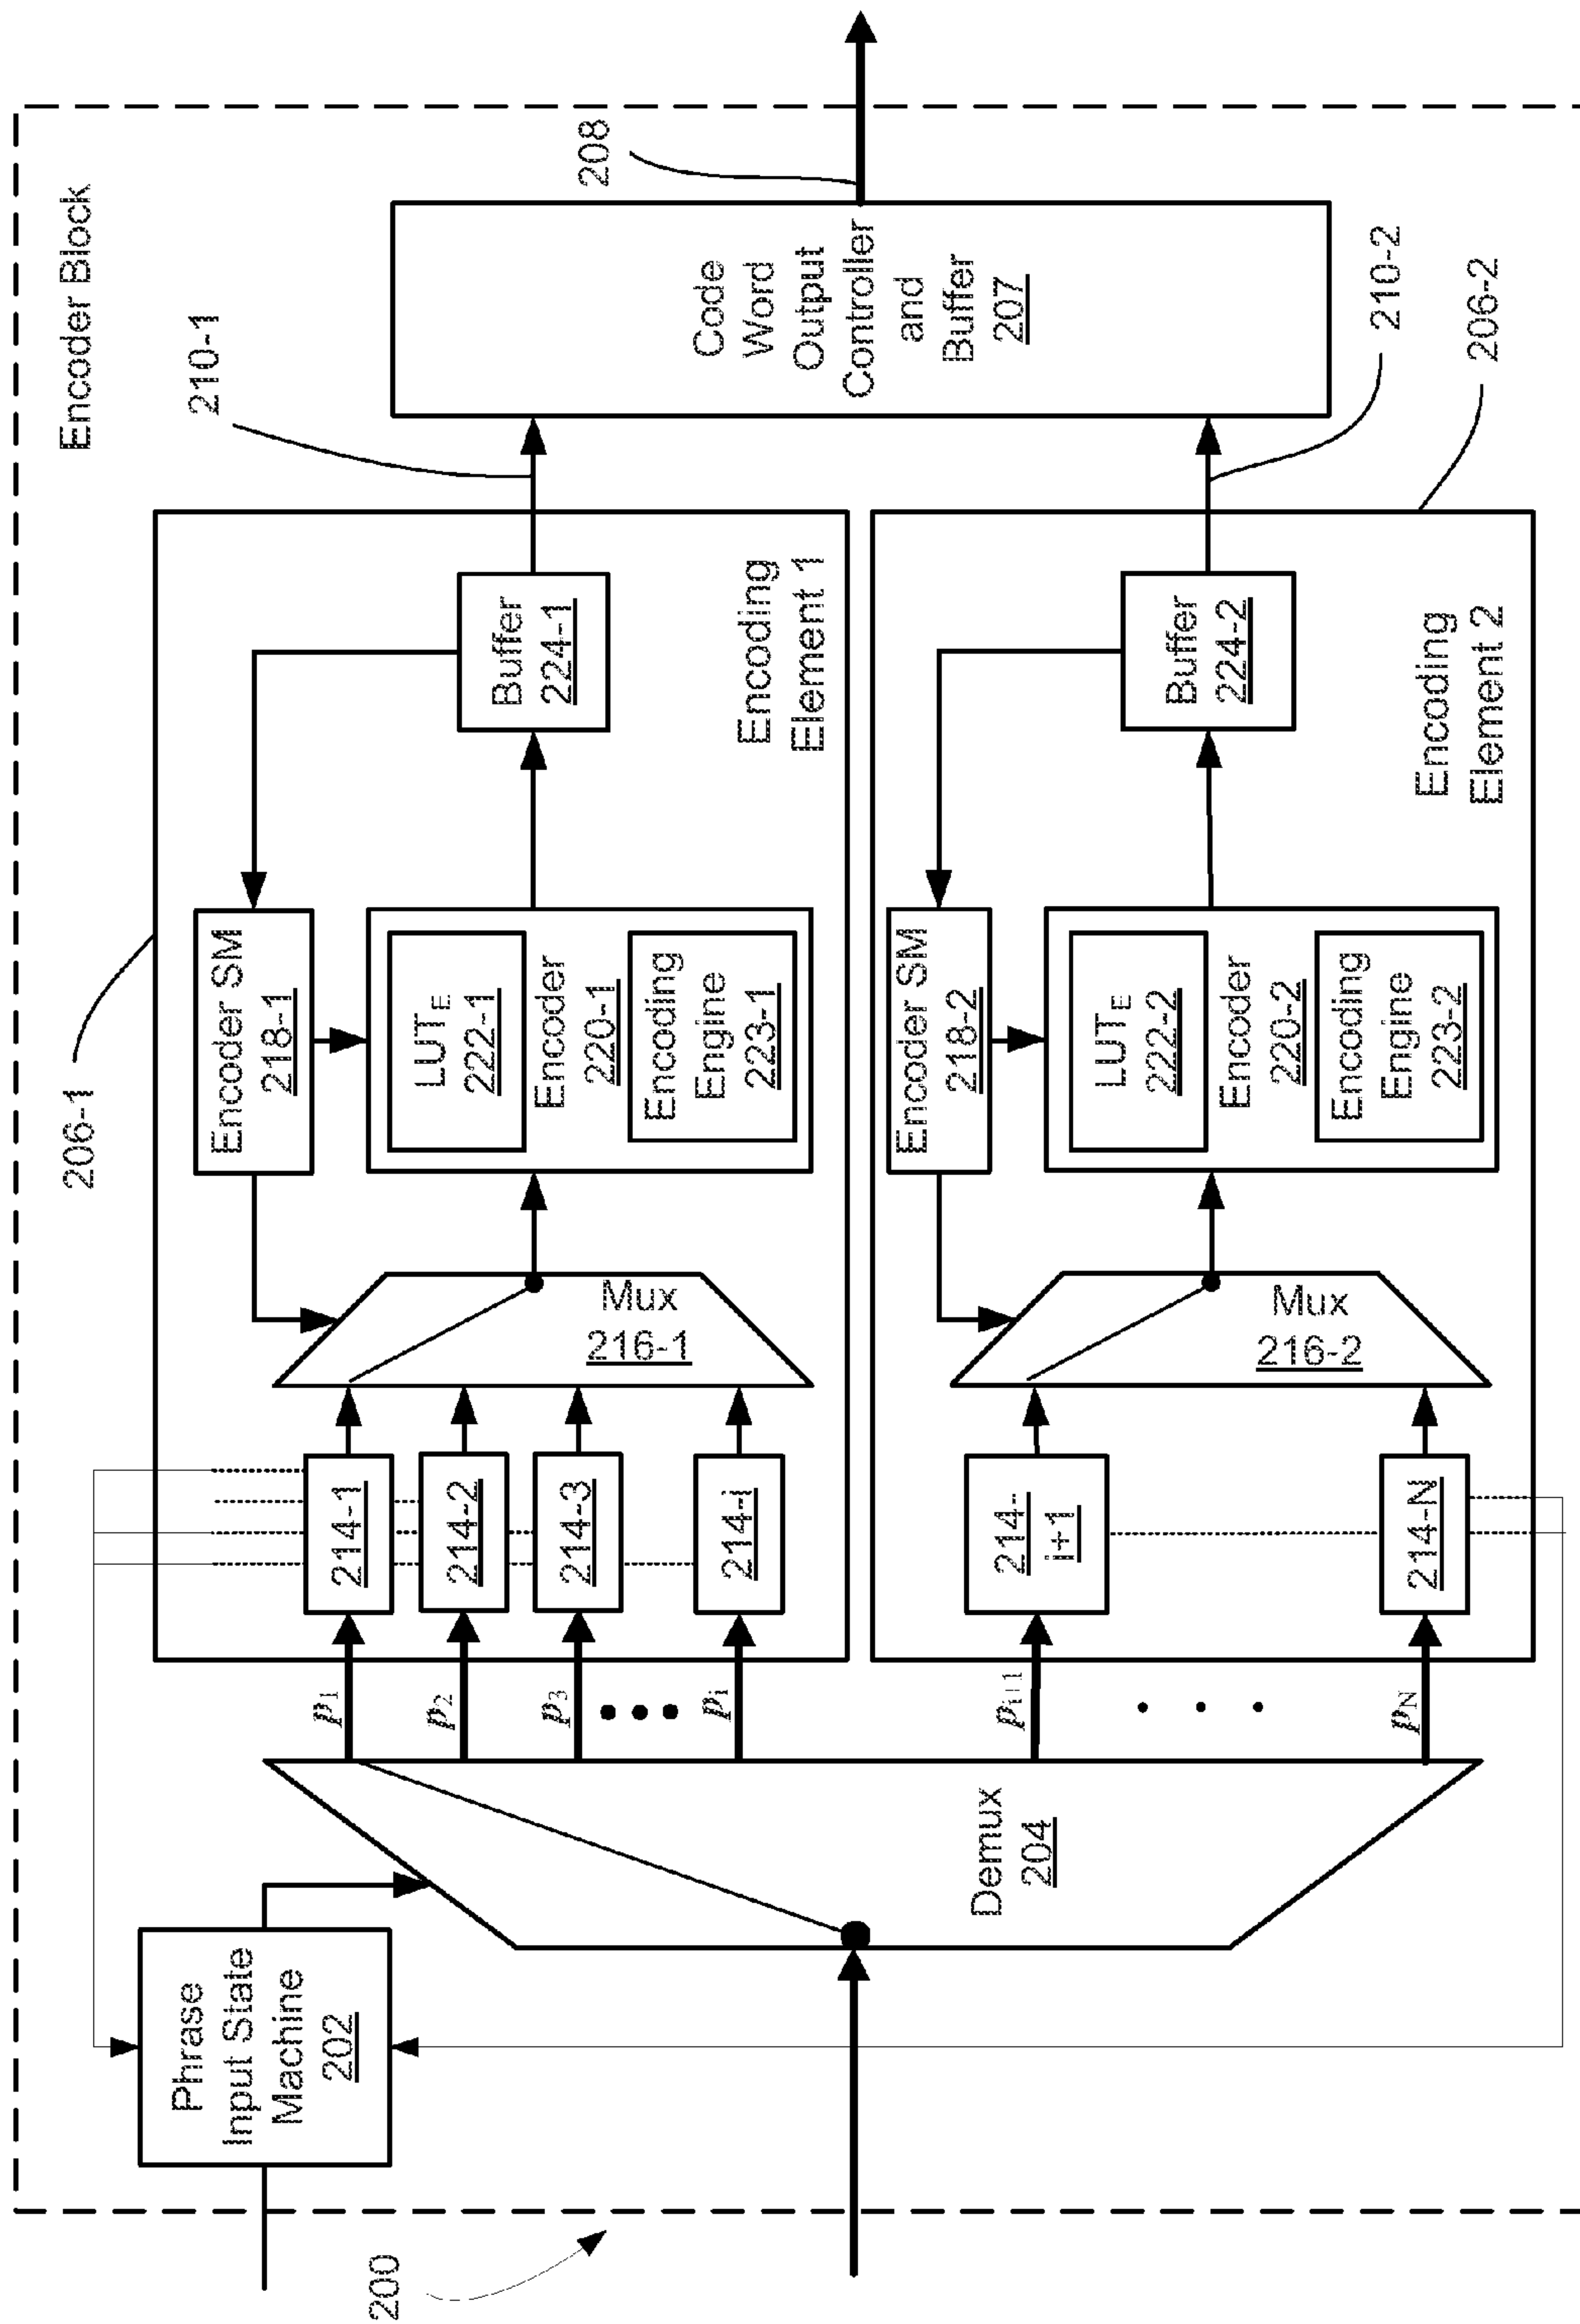 Encoder Block
200
Phrase
Input State
Machine
202
Demux
204
p1
p2
p3
pi
pi+1
pN
206-1
214-1
214-2
214-3
214-i
Mux
216-1
Encoder SM
218-1
LUTE
222-1
Encoder
220-1
Encoding
Engine
223-1
Buffer
224-1
Encoding
Element 1
210-1
214-
i+1
214-N
Mux
216-2
Encoder SM
218-2
LUTE
222-2
Encoder
220-2
Encoding
Engine
223-2
Buffer
224-2
Encoding
Element 2
210-2
206-2
Code
Word
Output
Controller
and
Buffer
207
208